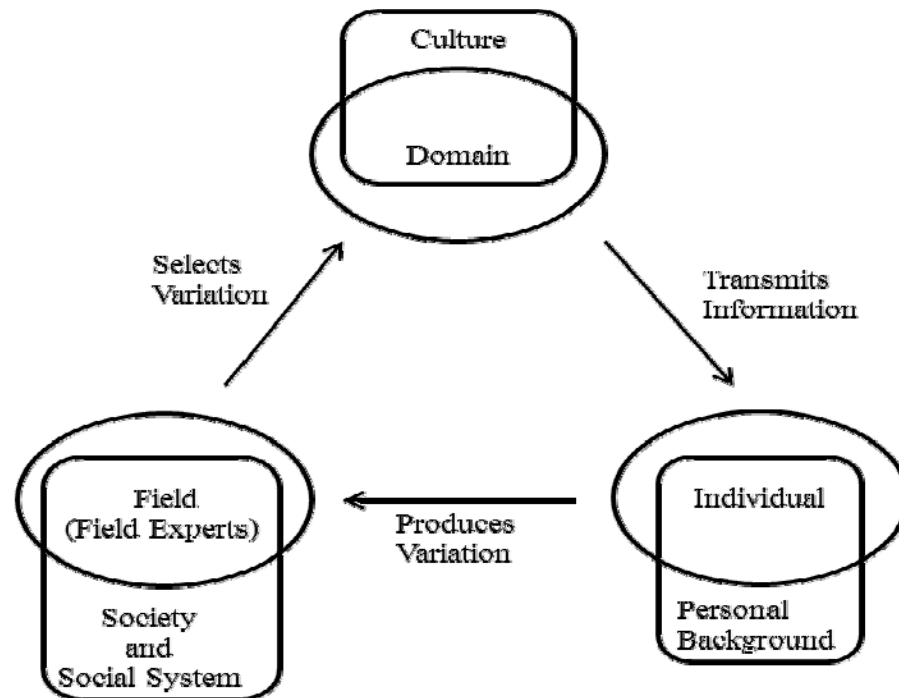 Culture
Domain
Selects
Variation
Transmits
Information
Field
(Field Experts)
Society
and
Social System
Produces
Variation
Individual
Personal
Background